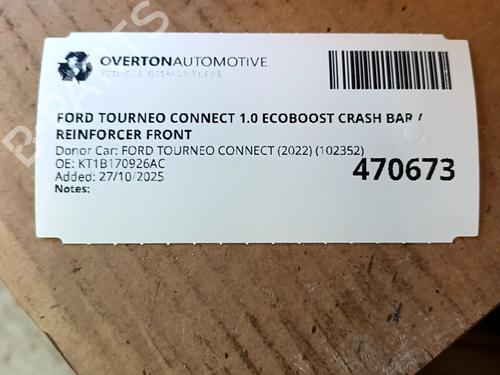 OVERTONAUTOMOTIVE
VEHICLE DISMANTLERS
FORD TOURNEO CONNECT 1.0 ECOBOOST CRASH BAR /
REINFORCER FRONT
Donor Car: FORD TOURNEO CONNECT (2022) (102352)
OE: KT1B170926AC
Added: 27/10/2025
Notes:
470673